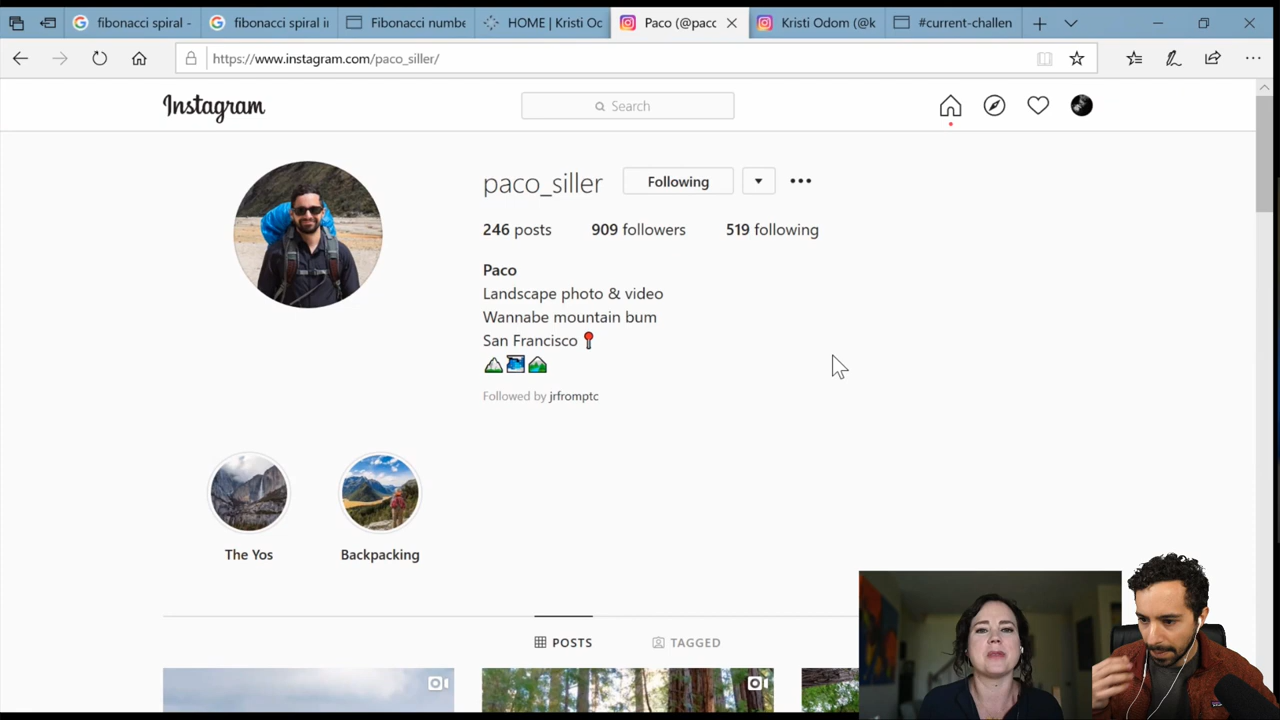 fibonacci spiral -
fibonacci spiral in
Fibonacci numbe
HOME | Kristi Oc
Paco (@paco
Kristi Odom (@k
#current-challen
https://www.instagram.com/paco_siller/
Instagram
Search
paco_siller
Following
246 posts
909 followers
519 following
Paco
Landscape photo & video
Wannabe mountain bum
San Francisco
Followed by jrfromptc
The Yos
Backpacking
POSTS
TAGGED